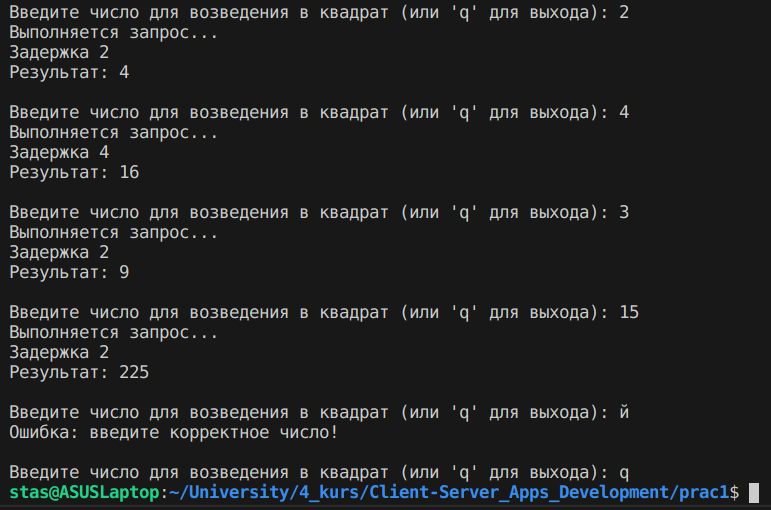 Введите число для возведения в квадрат (или 'q' для выхода): 2
Выполняется запрос...
Задержка 2
Результат: 4
Введите число для возведения в квадрат (или 'q' для выхода): 4
Выполняется запрос...
Задержка 4
Результат: 16
Введите число для возведения в квадрат (или 'q' для выхода): 3
Выполняется запрос...
Задержка 2
Результат: 9
Введите число для возведения в квадрат (или 'q' для выхода): 15
Выполняется запрос...
Задержка 2
Результат: 225
Введите число для возведения в квадрат (или 'q' для выхода): й
Ошибка: введите корректное число!
Введите число для возведения в квадрат (или 'q' для выхода): q
stas@ASUSLaptop:~/University/4_kurs/Client-Server_Apps_Development/prac1$